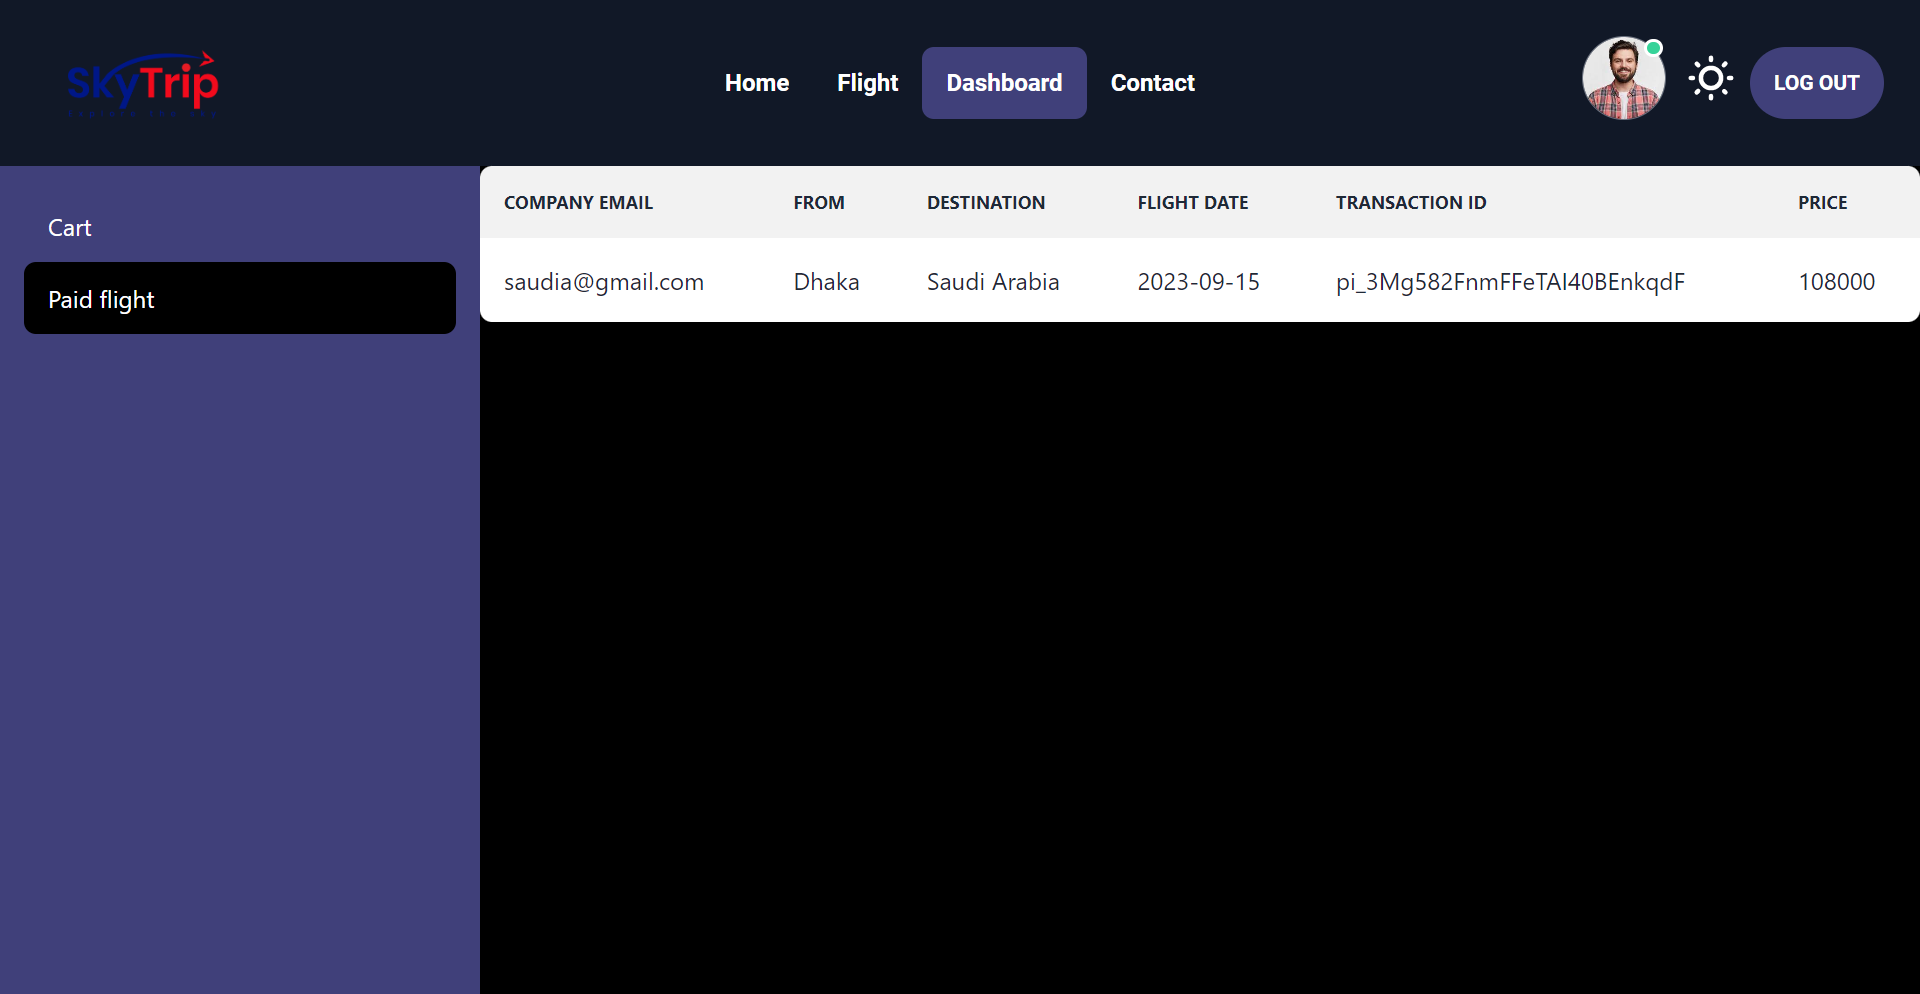 SkyTrip
Home Flight Dashboard Contact
LOG OUT
Cart
Paid flight
COMPANY EMAIL FROM DESTINATION FLIGHT DATE TRANSACTION ID PRICE
saudia@gmail.com Dhaka Saudi Arabia 2023-09-15 pi_3Mg582FnmFFeTAI40BEnkqdF 108000